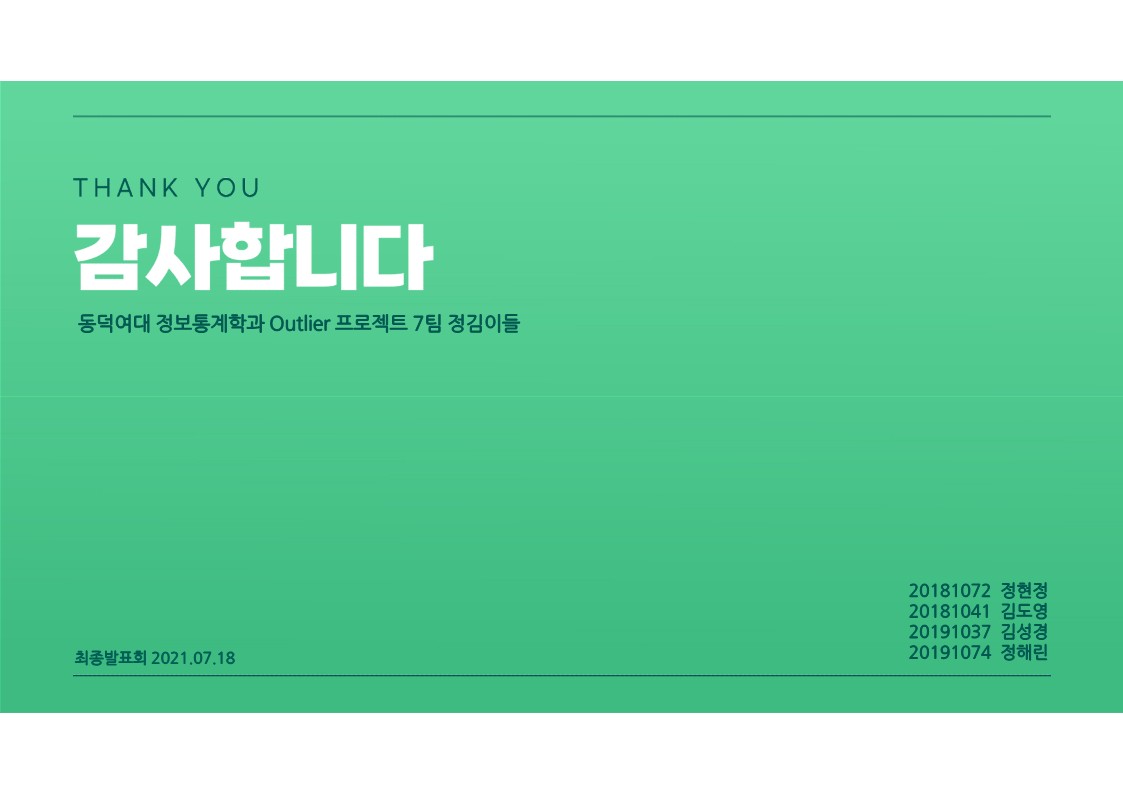 THANK YOU
감사합니다
동덕여대 정보통계학과 Outlier 프로젝트 7팀 정김이들
20181072 정현정
20181041 김도영
20191037 김성경
20191074 정해린
최종발표회 2021.07.18